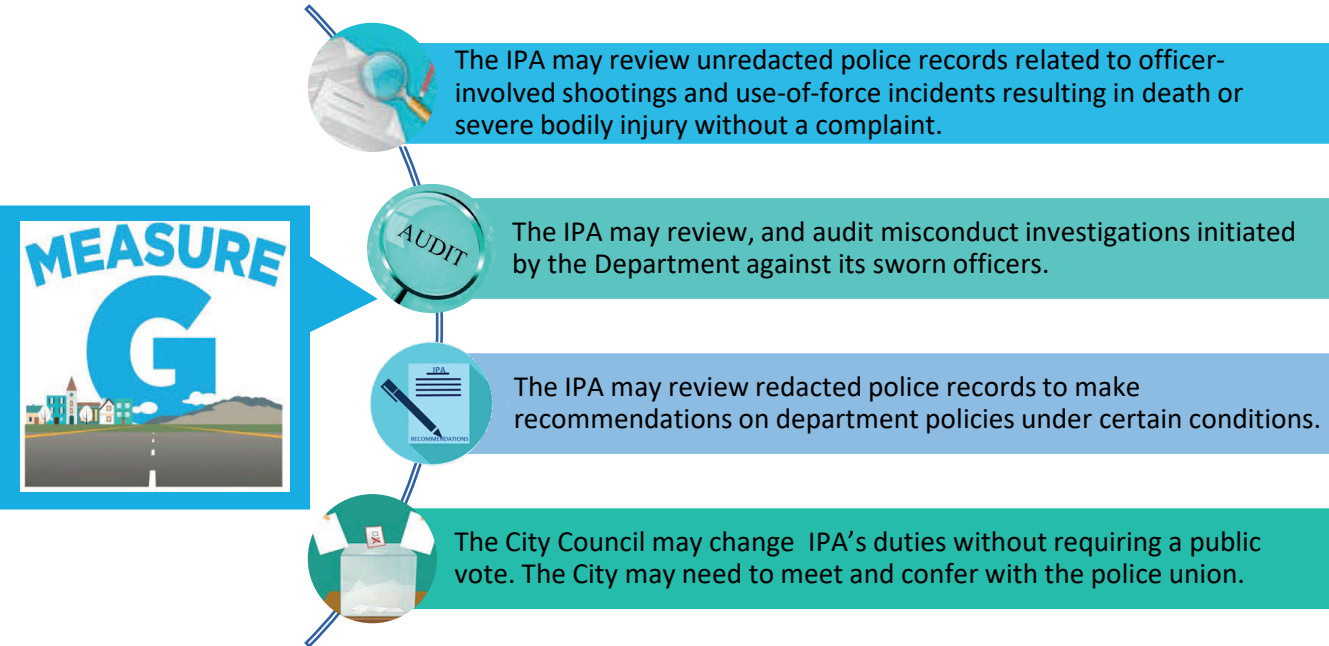 The IPA may review unredacted police records related to officer-
involved shootings and use-of-force incidents resulting in death or
severe bodily injury without a complaint.
MEASURE
G
AUDIT
The IPA may review, and audit misconduct investigations initiated
by the Department against its sworn officers.
IPA
RECOMMENDATIONS
The IPA may review redacted police records to make
recommendations on department policies under certain conditions.
The City Council may change  IPA’s duties without requiring a public
vote. The City may need to meet and confer with the police union.